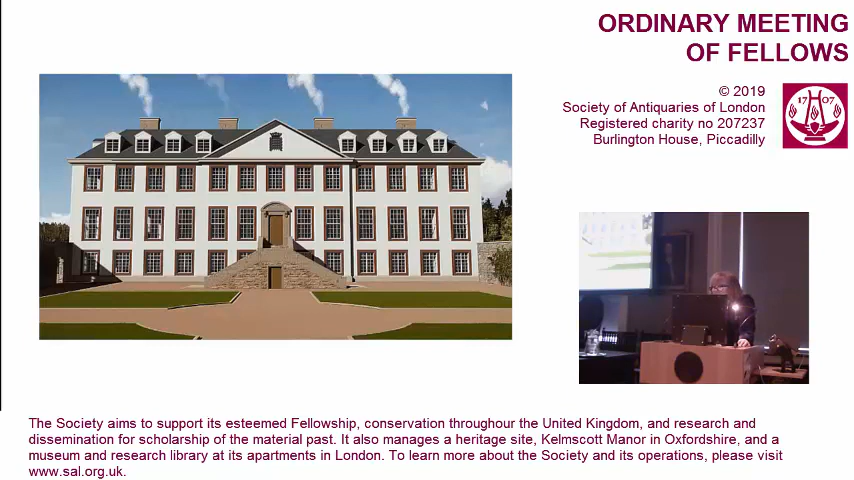 ORDINARY MEETING
OF FELLOWS
© 2019
Society of Antiquaries of London
Registered charity no 207237
Burlington House, Piccadilly
17 07
The Society aims to support its esteemed Fellowship, conservation throughour the United Kingdom, and research and
dissemination for scholarship of the material past. It also manages a heritage site, Kelmscott Manor in Oxfordshire, and a
museum and research library at its apartments in London. To learn more about the Society and its operations, please visit
www.sal.org.uk.